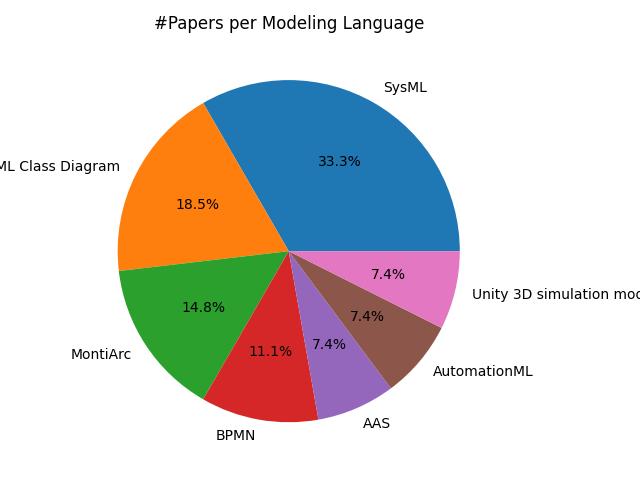 #Papers per Modeling Language
SysML
33.3%
ML Class Diagram
18.5%
7.4%
Unity 3D simulation
14.8%
7.4%
7.4%
11.1%
MontiArc
AutomationML
AAS
BPMN